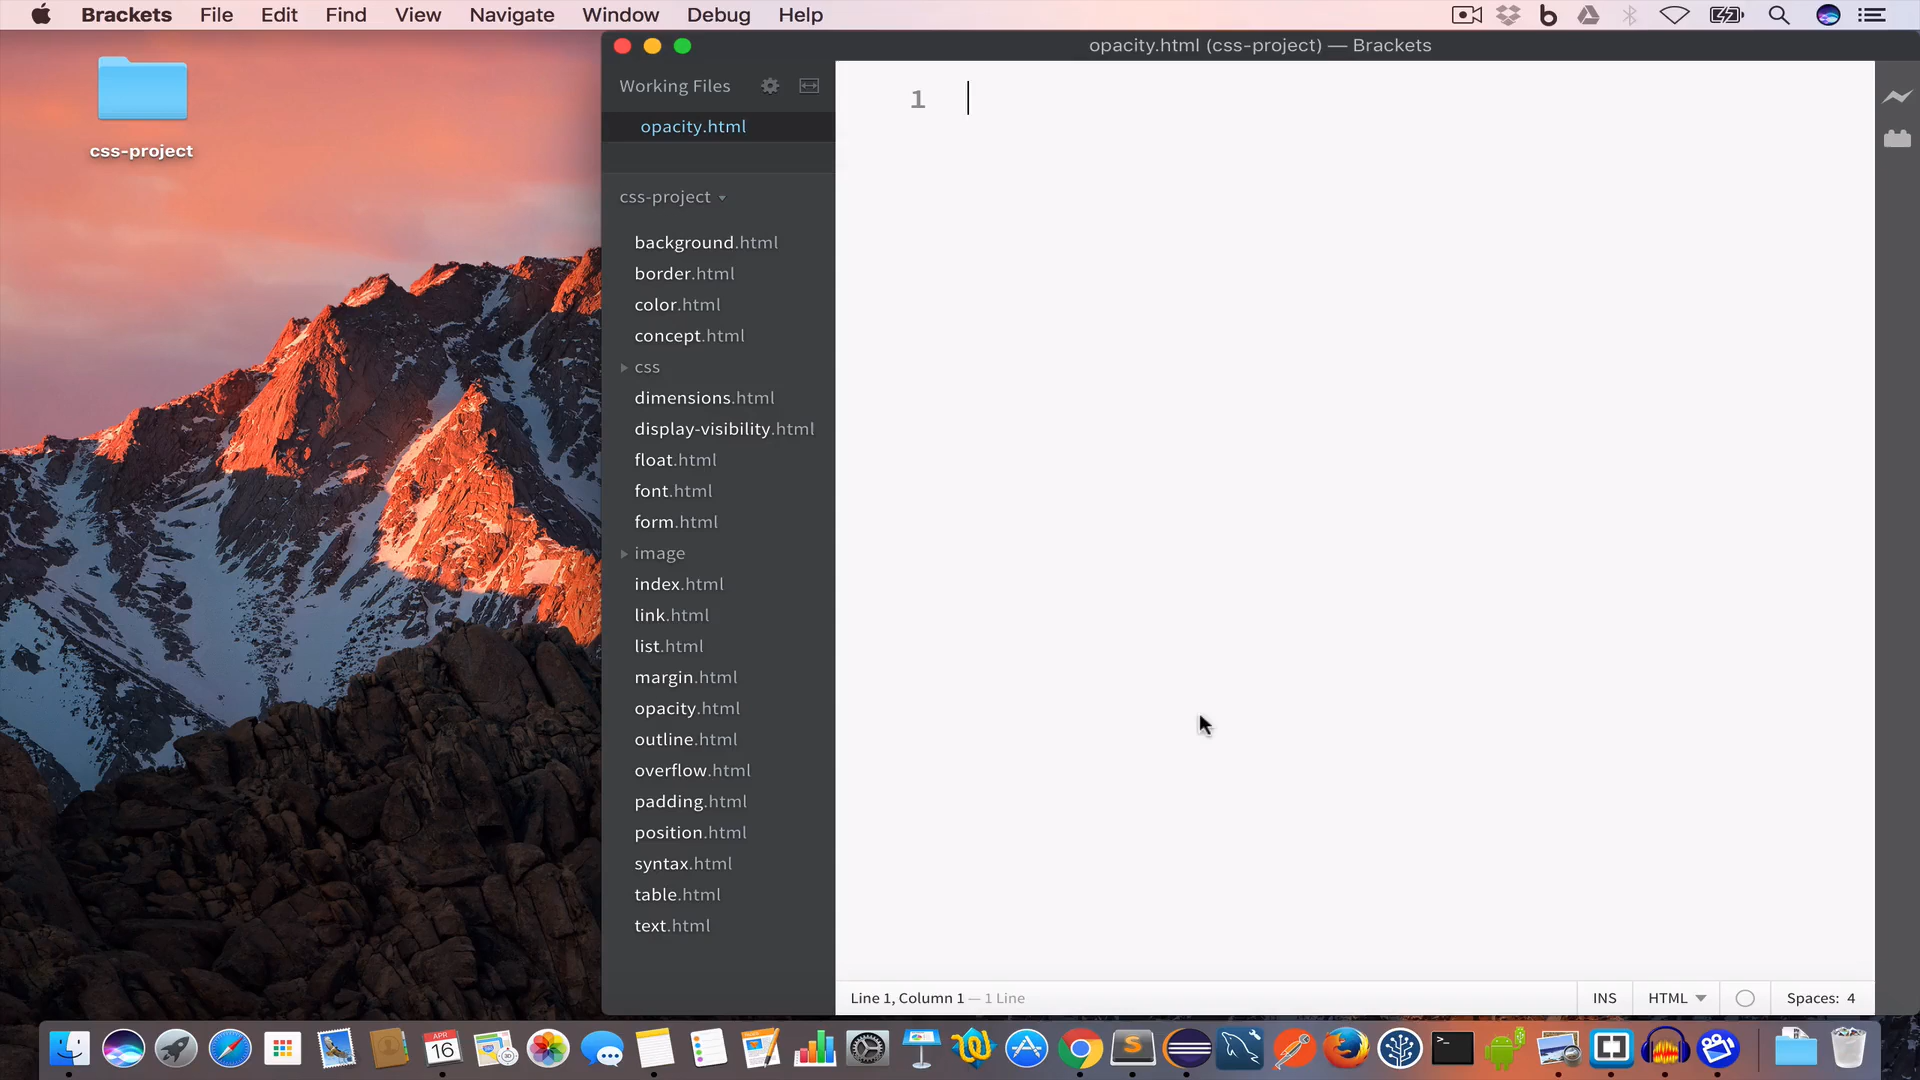 Brackets File Edit Find View Navigate Window Debug Help
css-project
opacity.html (css-project) — Brackets
Working Files
opacity.html
css-project
background.html
border.html
color.html
concept.html
css
dimensions.html
display-visibility.html
float.html
font.html
form.html
image
index.html
link.html
list.html
margin.html
opacity.html
outline.html
overflow.html
padding.html
position.html
syntax.html
table.html
text.html
1
Line 1, Column 1 — 1 Line
INS
HTML
Spaces: 4
APR
16